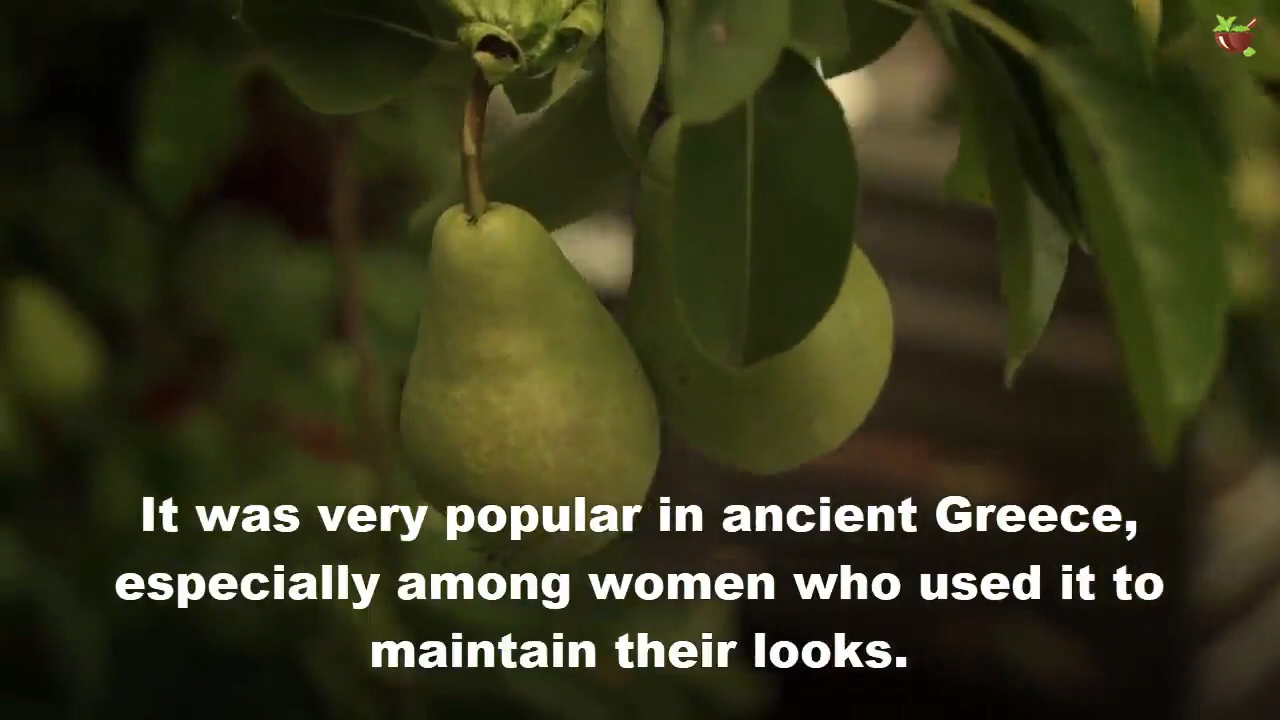 It was very popular in ancient Greece,
especially among women who used it to
maintain their looks.